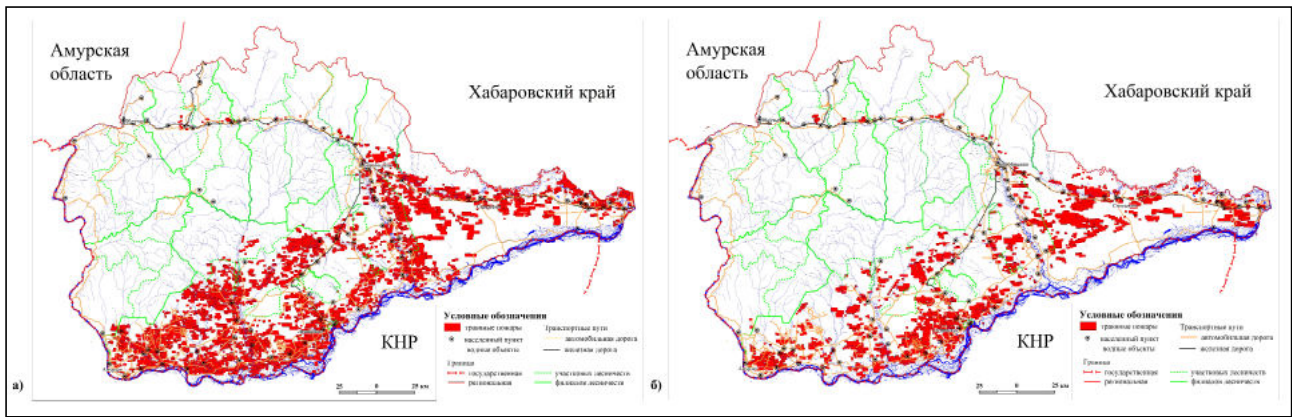 Амурская
область
Хабаровский край
КНР
Условные обозначения
травяные пожары
населенный пункт
водные объекты
Транспортные пути
автомобильная дорога
железная дорога
Границы
государственная
региональная
участковых лесничеств
филиалов лесничеств
25 0 25 км
а)
Амурская
область
Хабаровский край
КНР
Условные обозначения
травяные пожары
населенный пункт
водные объекты
Транспортные пути
автомобильная дорога
железная дорога
Границы
государственная
региональная
участковых лесничеств
филиалов лесничеств
25 0 25 км
б)